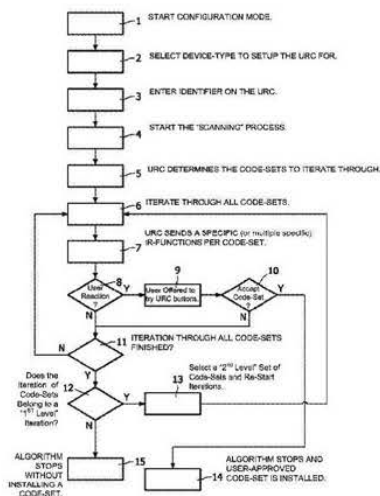 1 START CONFIGURATION MODE.
2 SELECT DEVICE-TYPE TO SETUP THE URC FOR.
3 ENTER IDENTIFIER ON THE URC.
4 START THE "SCANNING" PROCESS.
5 URC DETERMINES THE CODE-SETS TO ITERATE THROUGH.
6 ITERATE THROUGH ALL CODE-SETS.
URC SENDS A SPECIFIC (or multiple specific)
7 IR-FUNCTIONS PER CODE-SET.
8
User
Reaction
?
Y
N
9
User Offered to
try URC buttons.
10
Accept
Code-Set
?
Y
N
11
ITERATION THROUGH ALL CODE-SETS
FINISHED?
N
Y
Does the
Iteration of
Code-Sets
Belong to a
"1ST Level"
Iteration?
12
Y
N
13
Select a "2nd Level" Set of
Code-Sets and Re-Start
Iterations.
ALGORITHM
STOPS
WITHOUT
INSTALLING A
CODE-SET.
15
ALGORITHM STOPS AND
USER-APPROVED
CODE-SET IS INSTALLED.
14